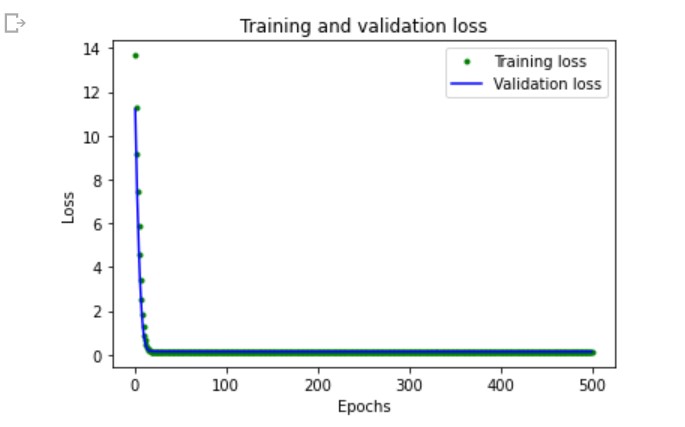 Training and validation loss
14
12
10
8
6
4
2
0
Loss
Training loss
Validation loss
0 100 200 300 400 500
Epochs